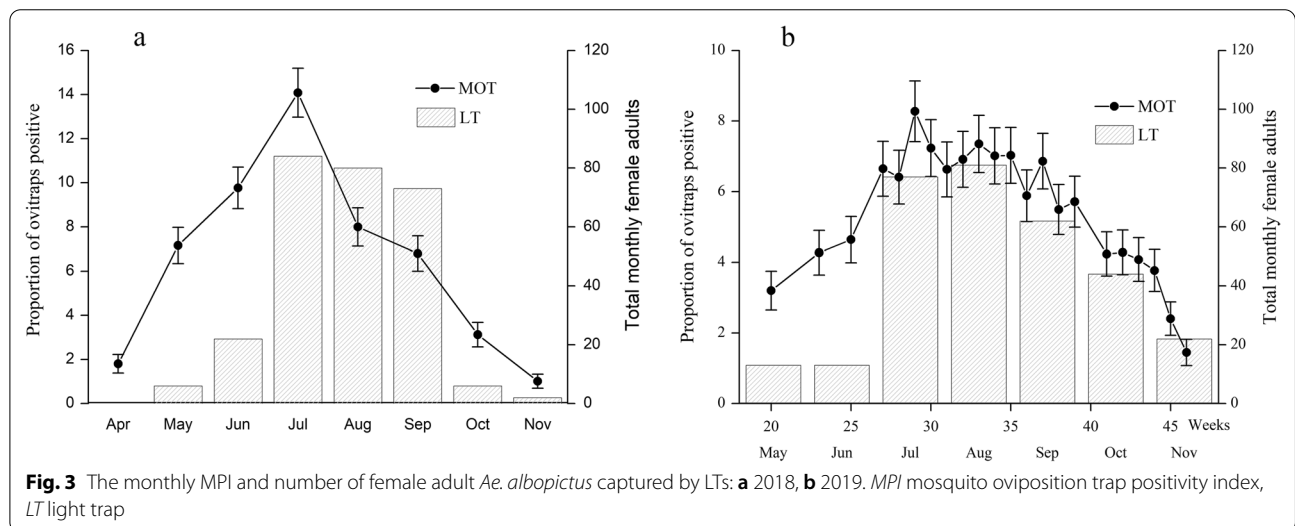 a
16
14
12
10
8
6
4
2
0
Proportion of ovitraps positive
120
100
80
60
40
20
0
Total monthly female adults
MOT
LT
Apr May Jun Jul Aug Sep Oct Nov
b
10
8
6
4
2
0
Proportion of ovitraps positive
120
100
80
60
40
20
0
Total monthly female adults
MOT
LT
20 25 30 35 40 45 Weeks
May Jun Jul Aug Sep Oct Nov
Fig. 3 The monthly MPI and number of female adult Ae. albopictus captured by LTs: a 2018, b 2019. MPI mosquito oviposition trap positivity index,
LT light trap